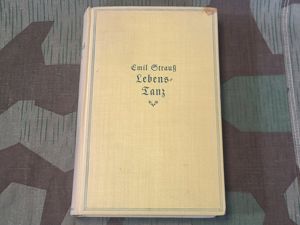 Emil Strauß
Lebens-
Tanz